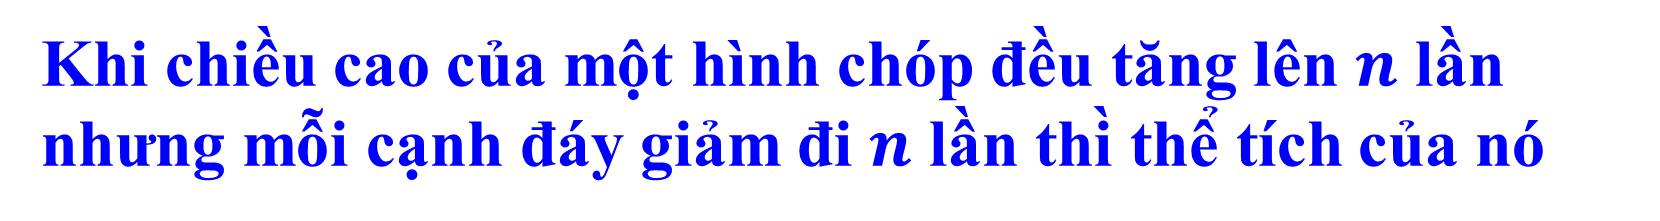 Khi chiều cao của một hình chóp đều tăng lên n lần
nhưng mỗi cạnh đáy giảm đi n lần thì thể tích của nó